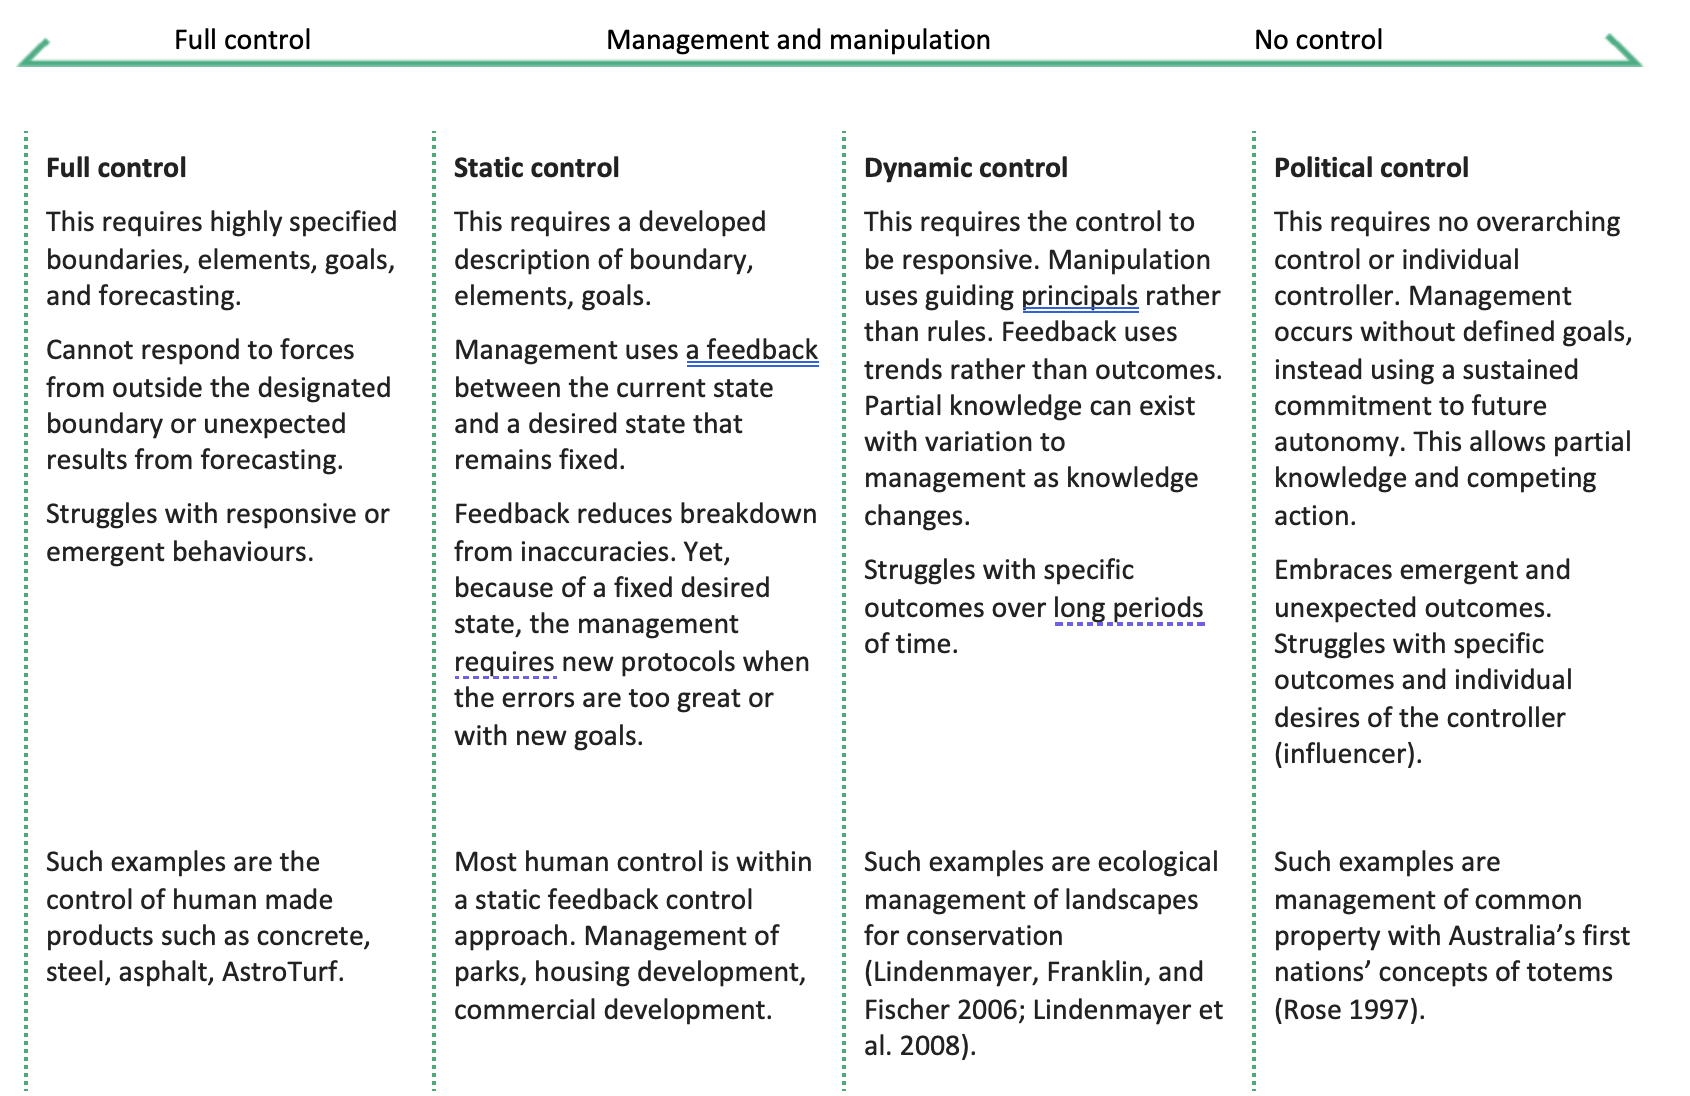 Full control
Management and manipulation
No control
Full control
This requires highly specified
boundaries, elements, goals,
and forecasting.
Cannot respond to forces
from outside the designated
boundary or unexpected
results from forecasting.
Struggles with responsive or
emergent behaviours.
Such examples are the
control of human made
products such as concrete,
steel, asphalt, AstroTurf.
Static control
This requires a developed
description of boundary,
elements, goals.
Management uses a feedback
between the current state
and a desired state that
remains fixed.
Feedback reduces breakdown
from inaccuracies. Yet,
because of a fixed desired
state, the management
requires new protocols when
the errors are too great or
with new goals.
Most human control is within
a static feedback control
approach. Management of
parks, housing development,
commercial development.
Dynamic control
This requires the control to
be responsive. Manipulation
uses guiding principals rather
than rules. Feedback uses
trends rather than outcomes.
Partial knowledge can exist
with variation to
management as knowledge
changes.
Struggles with specific
outcomes over long periods
of time.
Such examples are ecological
management of landscapes
for conservation
(Lindenmayer, Franklin, and
Fischer 2006; Lindenmayer et
al. 2008).
Political control
This requires no overarching
control or individual
controller. Management
occurs without defined goals,
instead using a sustained
commitment to future
autonomy. This allows partial
knowledge and competing
action.
Embraces emergent and
unexpected outcomes.
Struggles with specific
outcomes and individual
desires of the controller
(influencer).
Such examples are
management of common
property with Australia’s first
nations’ concepts of totems
(Rose 1997).